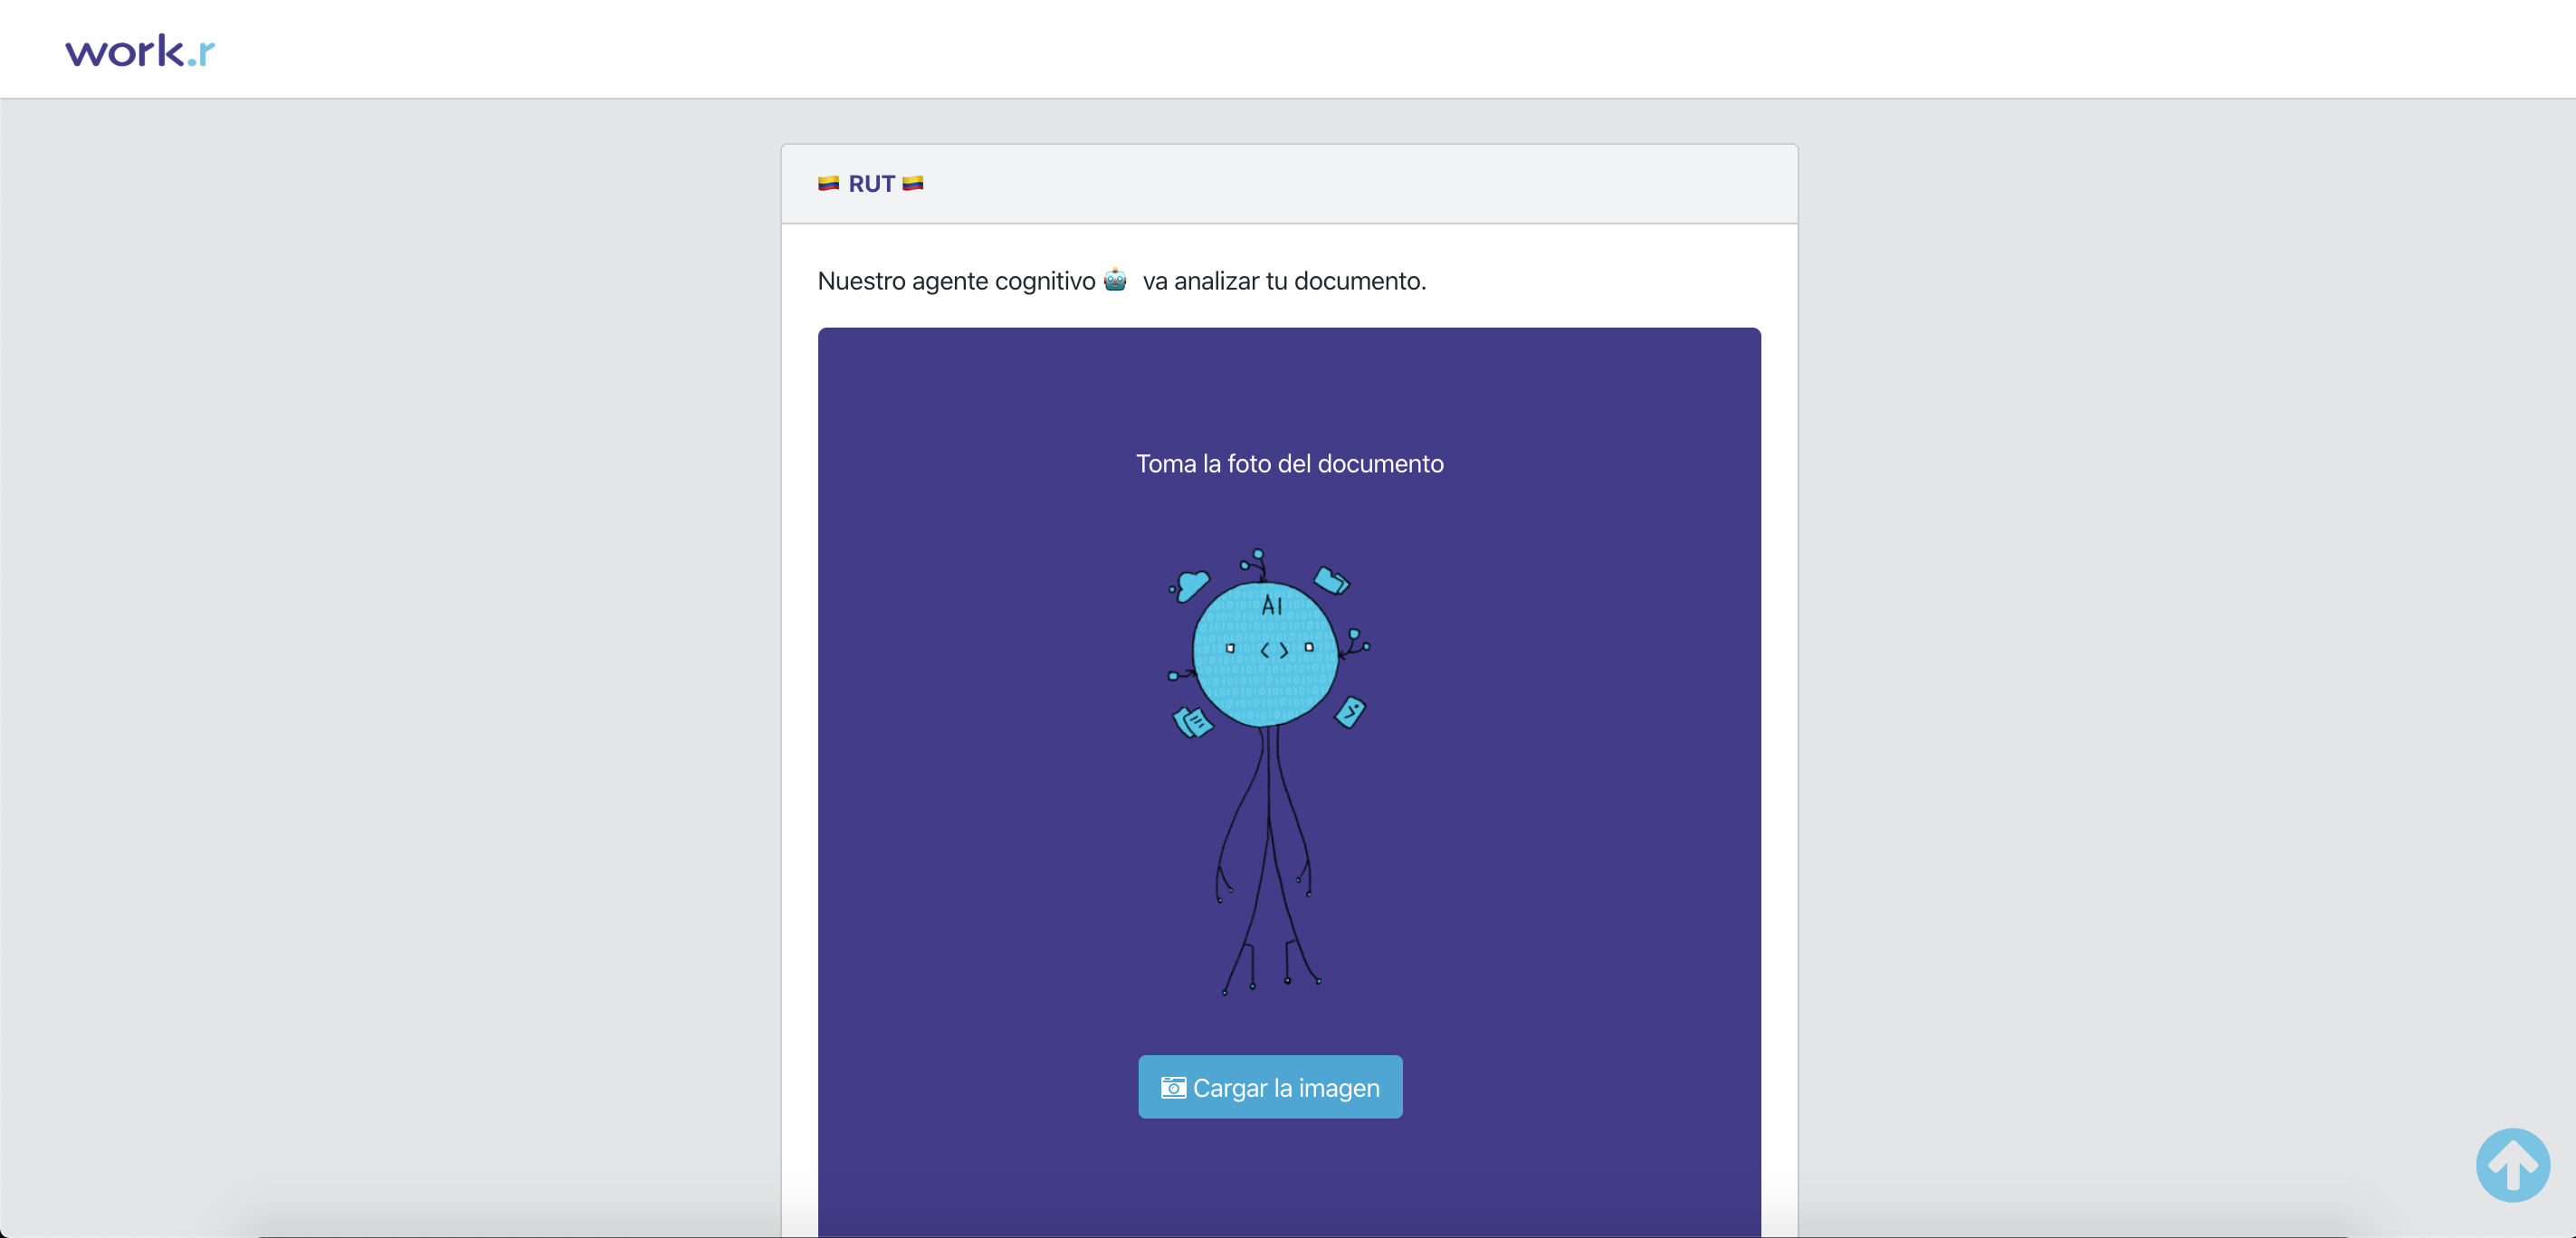 work.r
🇨🇴 RUT 🇨🇴
Nuestro agente cognitivo 🤖 va analizar tu documento.
Toma la foto del documento
AI
< >
Cargar la imagen